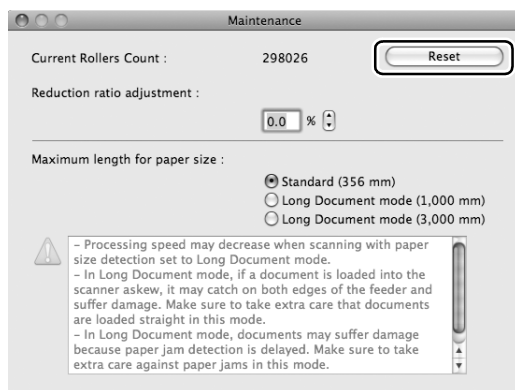 Maintenance
Current Rollers Count : 298026 Reset
Reduction ratio adjustment :
0.0 %
Maximum length for paper size :
Standard (356 mm)
Long Document mode (1,000 mm)
Long Document mode (3,000 mm)
– Processing speed may decrease when scanning with paper
size detection set to Long Document mode.
– In Long Document mode, if a document is loaded into the
scanner askew, it may catch on both edges of the feeder and
suffer damage. Make sure to take extra care that documents
are loaded straight in this mode.
– In Long Document mode, documents may suffer damage
because paper jam detection is delayed. Make sure to take
extra care against paper jams in this mode.